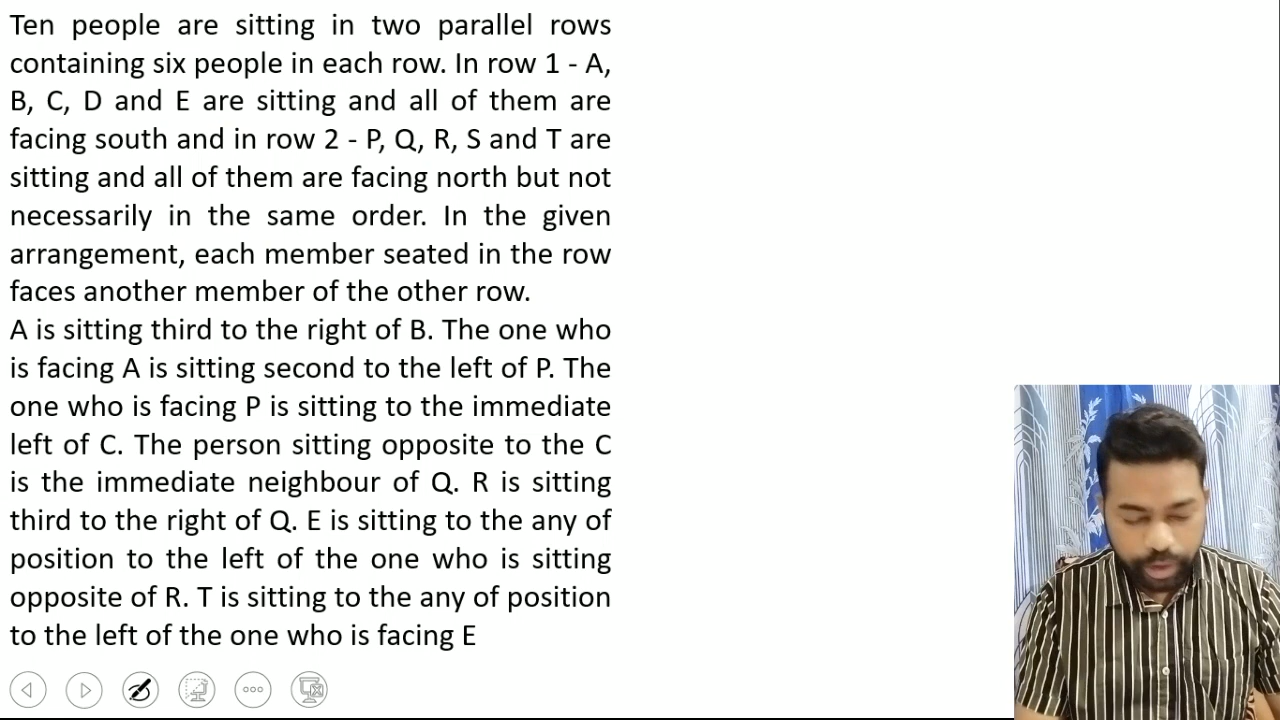 Ten people are sitting in two parallel rows
containing six people in each row. In row 1 - A,
B, C, D and E are sitting and all of them are
facing south and in row 2 - P, Q, R, S and T are
sitting and all of them are facing north but not
necessarily in the same order. In the given
arrangement, each member seated in the row
faces another member of the other row.
A is sitting third to the right of B. The one who
is facing A is sitting second to the left of P. The
one who is facing P is sitting to the immediate
left of C. The person sitting opposite to the C
is the immediate neighbour of Q. R is sitting
third to the right of Q. E is sitting to the any of
position to the left of the one who is sitting
opposite of R. T is sitting to the any of position
to the left of the one who is facing E